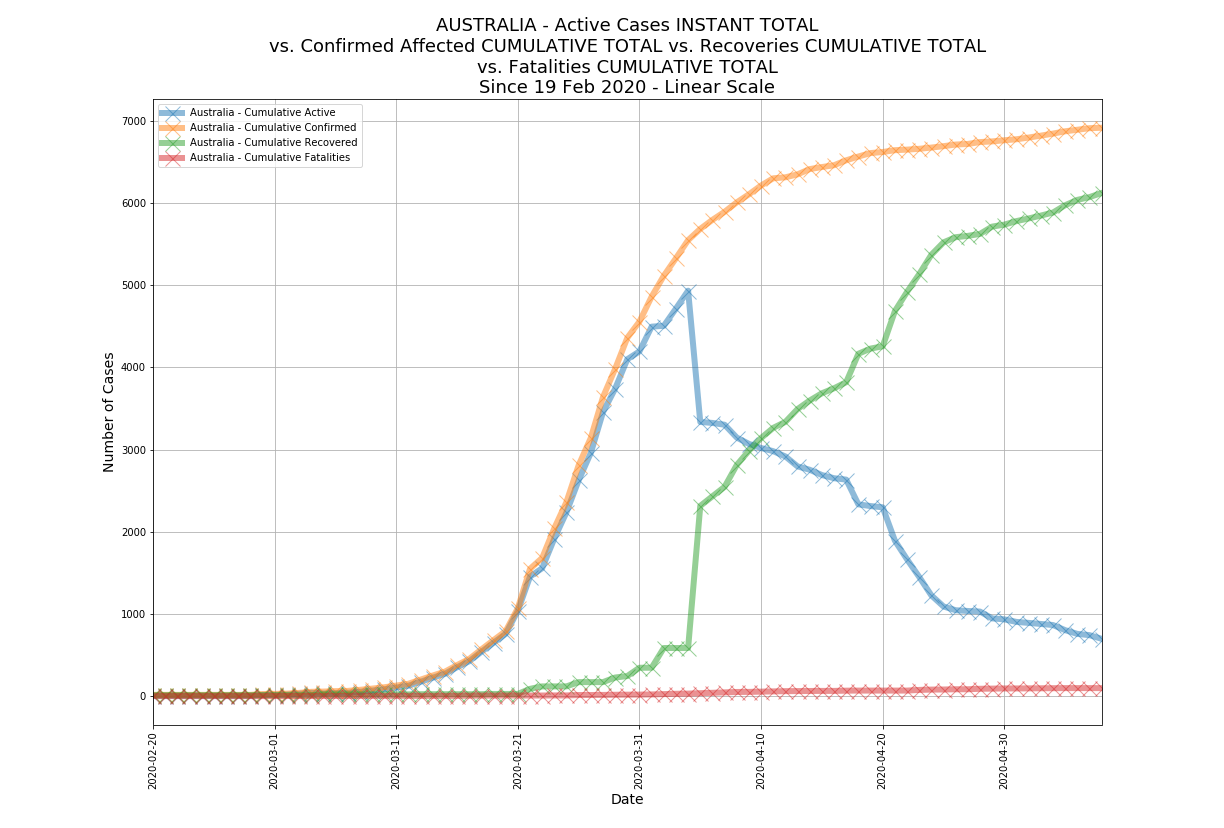 AUSTRALIA - Active Cases INSTANT TOTAL
vs. Confirmed Affected CUMULATIVE TOTAL vs. Recoveries CUMULATIVE TOTAL
vs. Fatalities CUMULATIVE TOTAL
Since 19 Feb 2020 - Linear Scale
Australia - Cumulative Active
Australia - Cumulative Confirmed
Australia - Cumulative Recovered
Australia - Cumulative Fatalities
Number of Cases
7000
6000
5000
4000
3000
2000
1000
0
2020-02-20
2020-03-01
2020-03-11
2020-03-21
2020-03-31
2020-04-10
2020-04-20
2020-04-30
Date